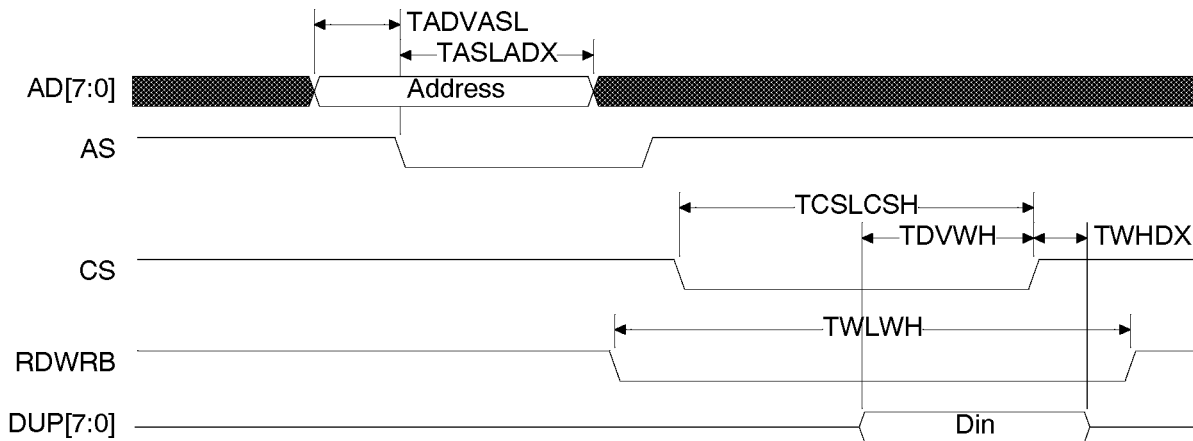 TADVASL
TASLADX
AD[7:0]
Address
AS
TCSLCSH
TDVWH
TWHDX
CS
TWLWH
RDWRB
DUP[7:0]
Din